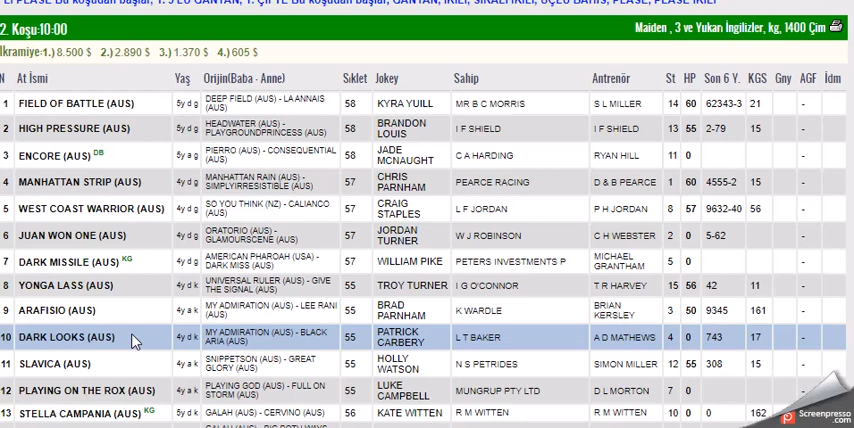 2. Koşu:10:00 Maiden , 3 ve Yukarı İngilizler, kg, 1400 Çim
İkramiye:1.) 8.500 $ 2.) 2.890 $ 3.) 1.370 $ 4.) 605 $
N At İsmi Yaş Orijin(Baba - Anne) Sıklet Jokey Sahip Antrenör St HP Son 6 Y. KGS Gny AGF İdm
1 FIELD OF BATTLE (AUS) 5y d g DEEP FIELD (AUS) - LA ANNAIS (AUS) 58 KYRA YUILL MR B C MORRIS S L MILLER 14 60 62343-3 21 -
2 HIGH PRESSURE (AUS) 5y d g HEADWATER (AUS) - PLAYGROUNDPRINCESS (AUS) 58 BRANDON LOUIS I F SHIELD I F SHIELD 13 55 2-79 15 -
3 ENCORE (AUS) DB 5y a g PIERRO (AUS) - CONSEQUENTIAL (AUS) 58 JADE MCNAUGHT C A HARDING RYAN HILL 11 0 -
4 MANHATTAN STRIP (AUS) 4y d g MANHATTAN RAIN (AUS) - SIMPLYIRRESISTIBLE (AUS) 57 CHRIS PARNHAM PEARCE RACING D & B PEARCE 1 60 4555-2 15 -
5 WEST COAST WARRIOR (AUS) 4y d g SO YOU THINK (NZ) - CALIANCO (AUS) 57 CRAIG STAPLES L F JORDAN P H JORDAN 8 57 9632-40 56 -
6 JUAN WON ONE (AUS) 4y d g ORATORIO (AUS) - GLAMOURSCENE (AUS) 57 JORDAN TURNER W J ROBINSON C H WEBSTER 2 0 5-62 -
7 DARK MISSILE (AUS) KG 4y d g AMERICAN PHAROAH (USA) - DARK MISS (AUS) 57 WILLIAM PIKE PETERS INVESTMENTS P MICHAEL GRANTHAM 5 0 -
8 YONGA LASS (AUS) 4y d k UNIVERSAL RULER (AUS) - GIVE THE SIGNAL (AUS) 55 TROY TURNER I G O'CONNOR T R HARVEY 15 56 42 11 -
9 ARAFISIO (AUS) 4y a k MY ADMIRATION (AUS) - LEE RANI (AUS) 55 BRAD PARNHAM K WARDLE BRIAN KERSLEY 3 50 9345 161 -
10 DARK LOOKS (AUS) 4y d k MY ADMIRATION (AUS) - BLACK ARIA (AUS) 55 PATRICK CARBERY L T BAKER A D MATHEWS 4 0 743 17 -
11 SLAVICA (AUS) 4y a k SNIPPETSON (AUS) - GREAT GLORY (AUS) 55 HOLLY WATSON N S PETRIDES SIMON MILLER 12 55 308 15 -
12 PLAYING ON THE ROX (AUS) 4y a k PLAYING GOD (AUS) - FULL ON STORM (AUS) 55 LUKE CAMPBELL MUNGRUP PTY LTD D L MORTON 7 0 -
13 STELLA CAMPANIA (AUS) KG 5y d k GALAH (AUS) - CERVINO (AUS) 56 KATE WITTEN R M WITTEN R M WITTEN 10 0 0 162
Screenpresso.com